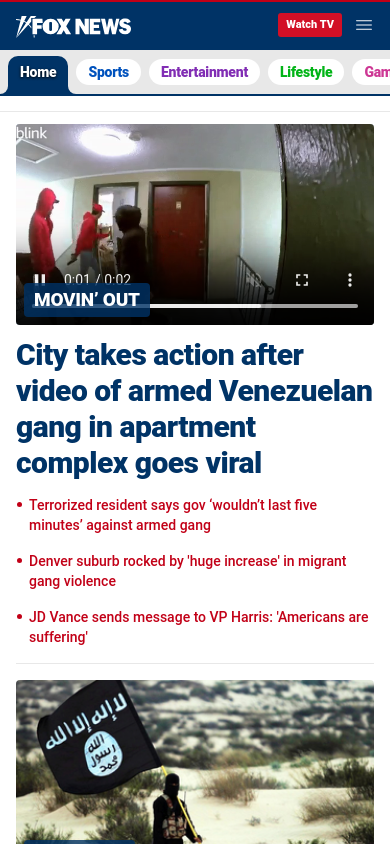 FOX NEWS
Watch TV
Home
Sports
Entertainment
Lifestyle
Gam
blink
0:01 / 0:02
MOVIN’ OUT
City takes action after
video of armed Venezuelan
gang in apartment
complex goes viral
• Terrorized resident says gov ‘wouldn’t last five
minutes’ against armed gang
• Denver suburb rocked by 'huge increase' in migrant
gang violence
• JD Vance sends message to VP Harris: 'Americans are
suffering'
لا إله إلا الله
الله
رسول
محمد